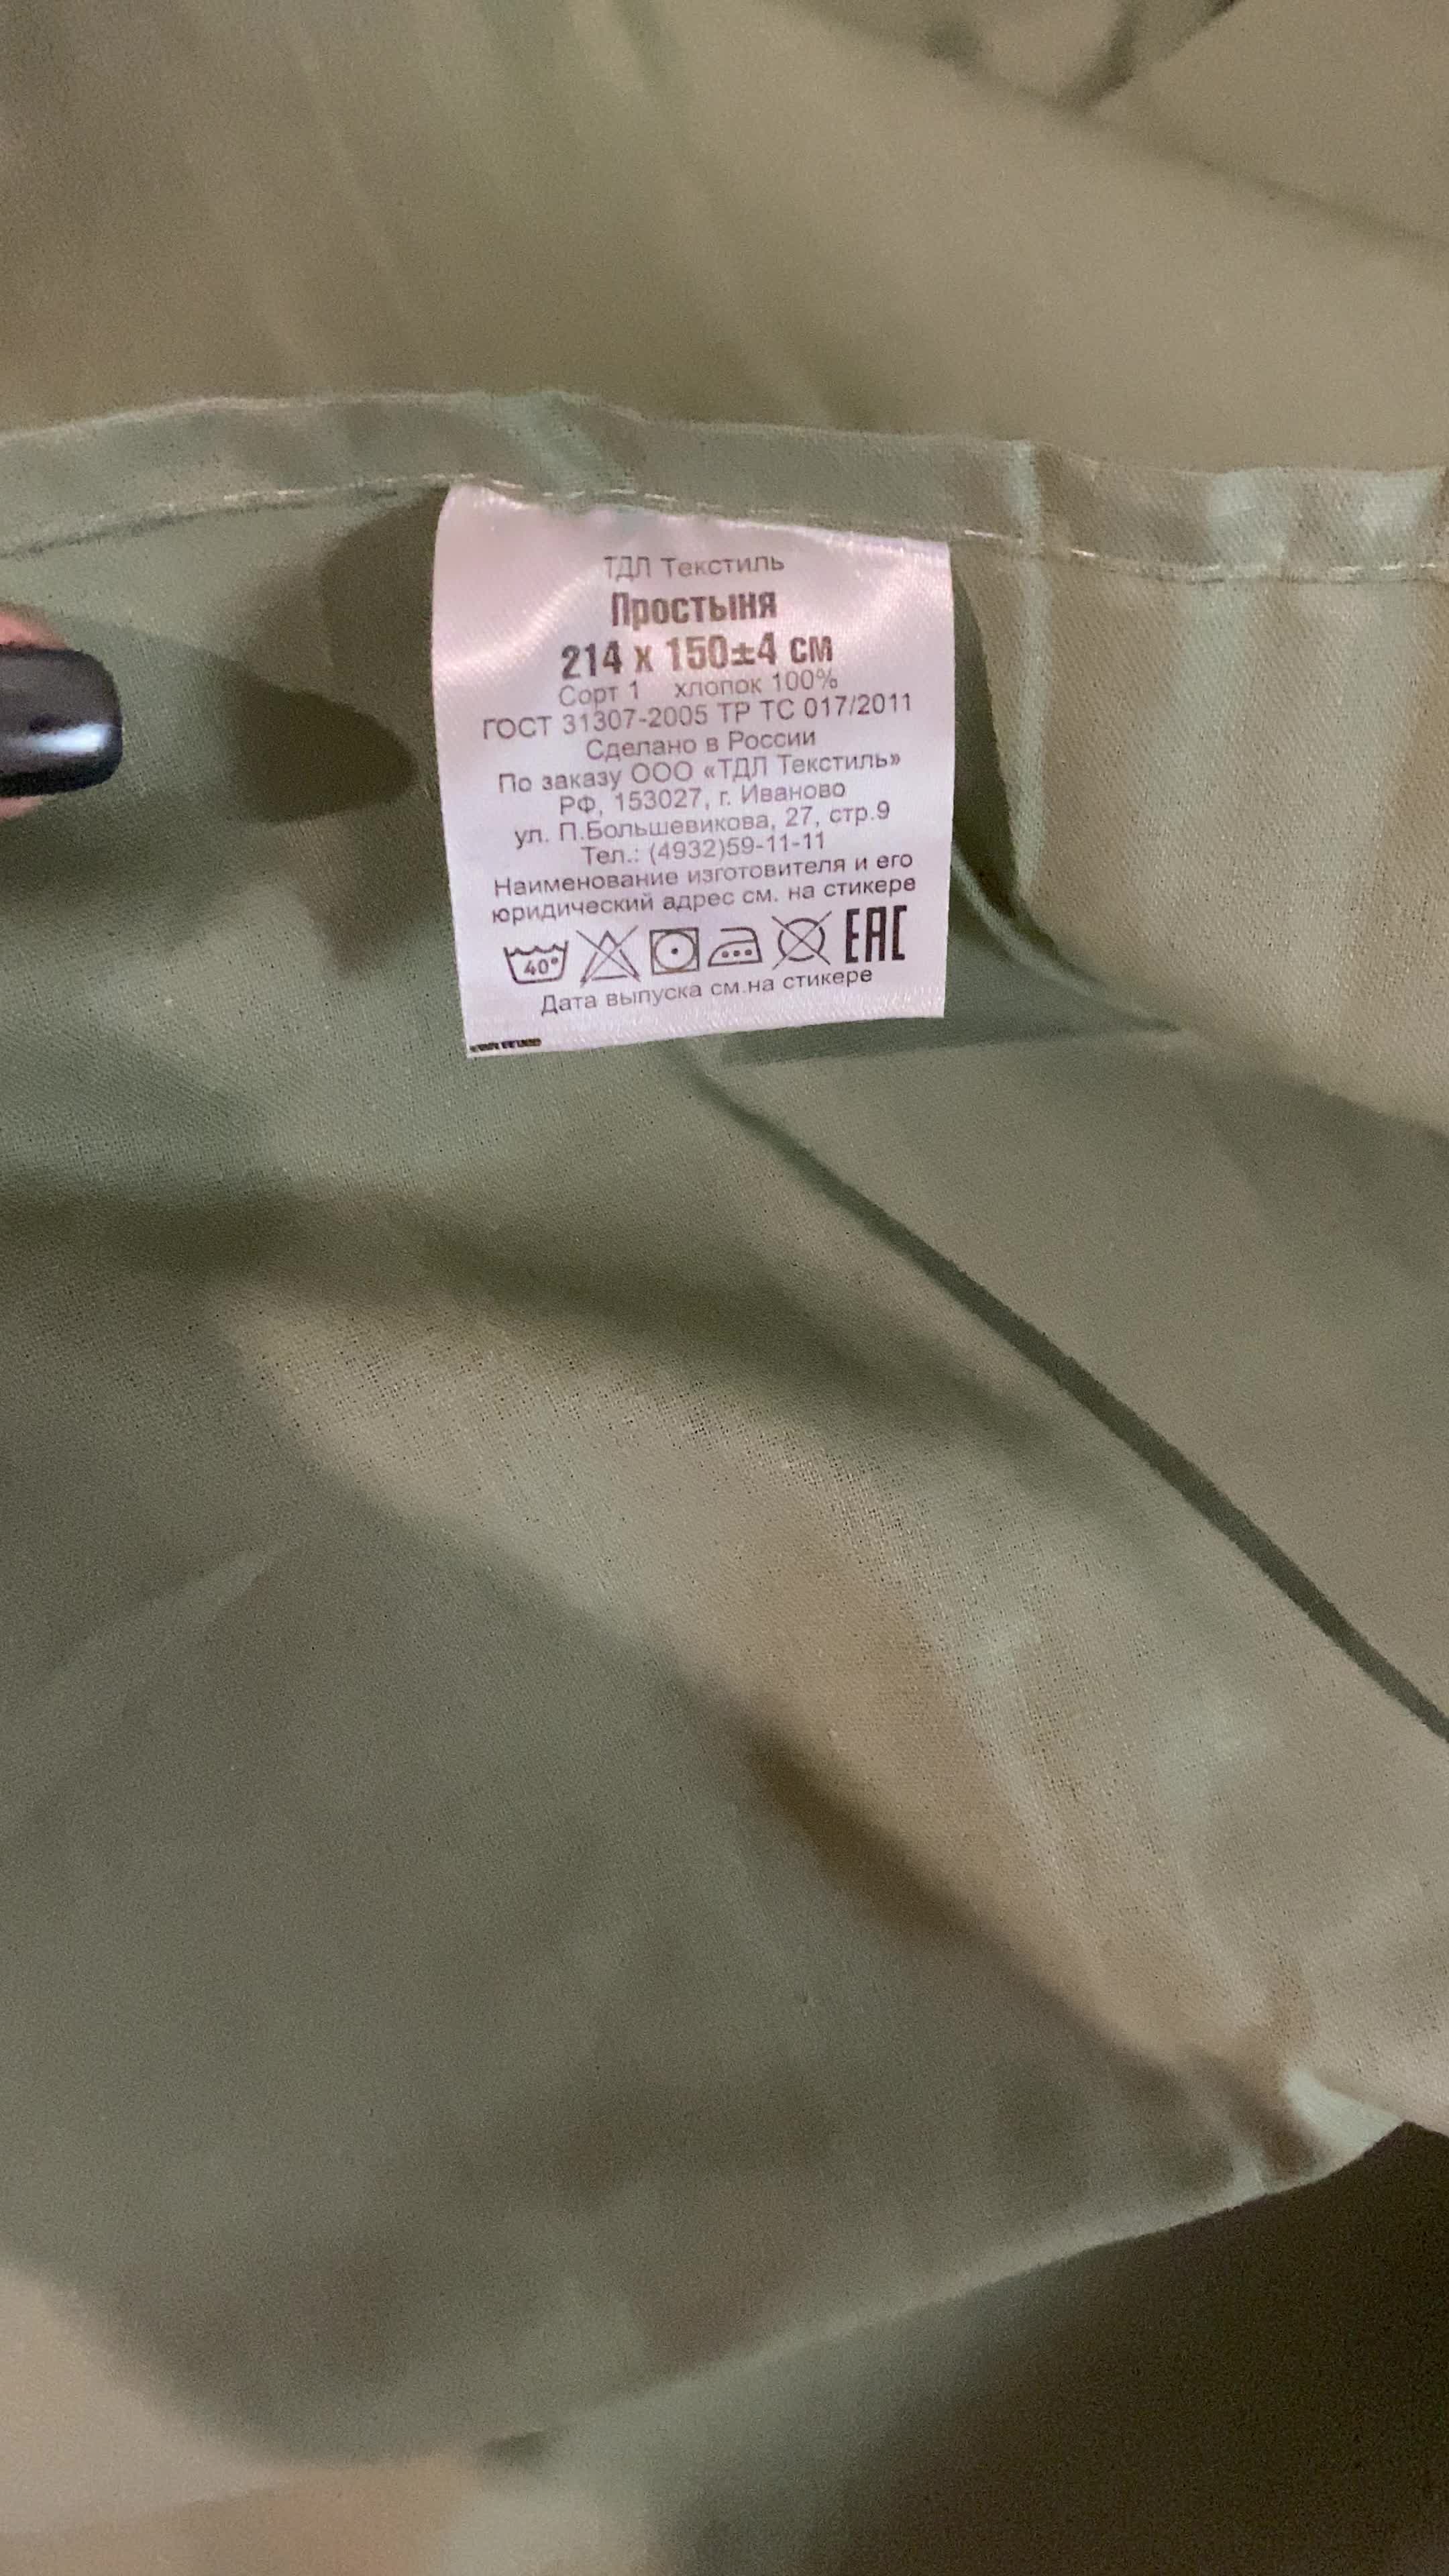 ТДЛ Текстиль
Простыня
214 х 150±4 см
Сорт 1 хлопок 100%
ГОСТ 31307-2005 ТР ТС 017/2011
Сделано в России
По заказу ООО «ТДЛ Текстиль»
РФ, 153027, г. Иваново
ул. П.Большевикова, 27, стр.9
Тел.: (4932)59-11-11
Наименование изготовителя и его
юридический адрес см. на стикере
40° ЕАС
Дата выпуска см.на стикере